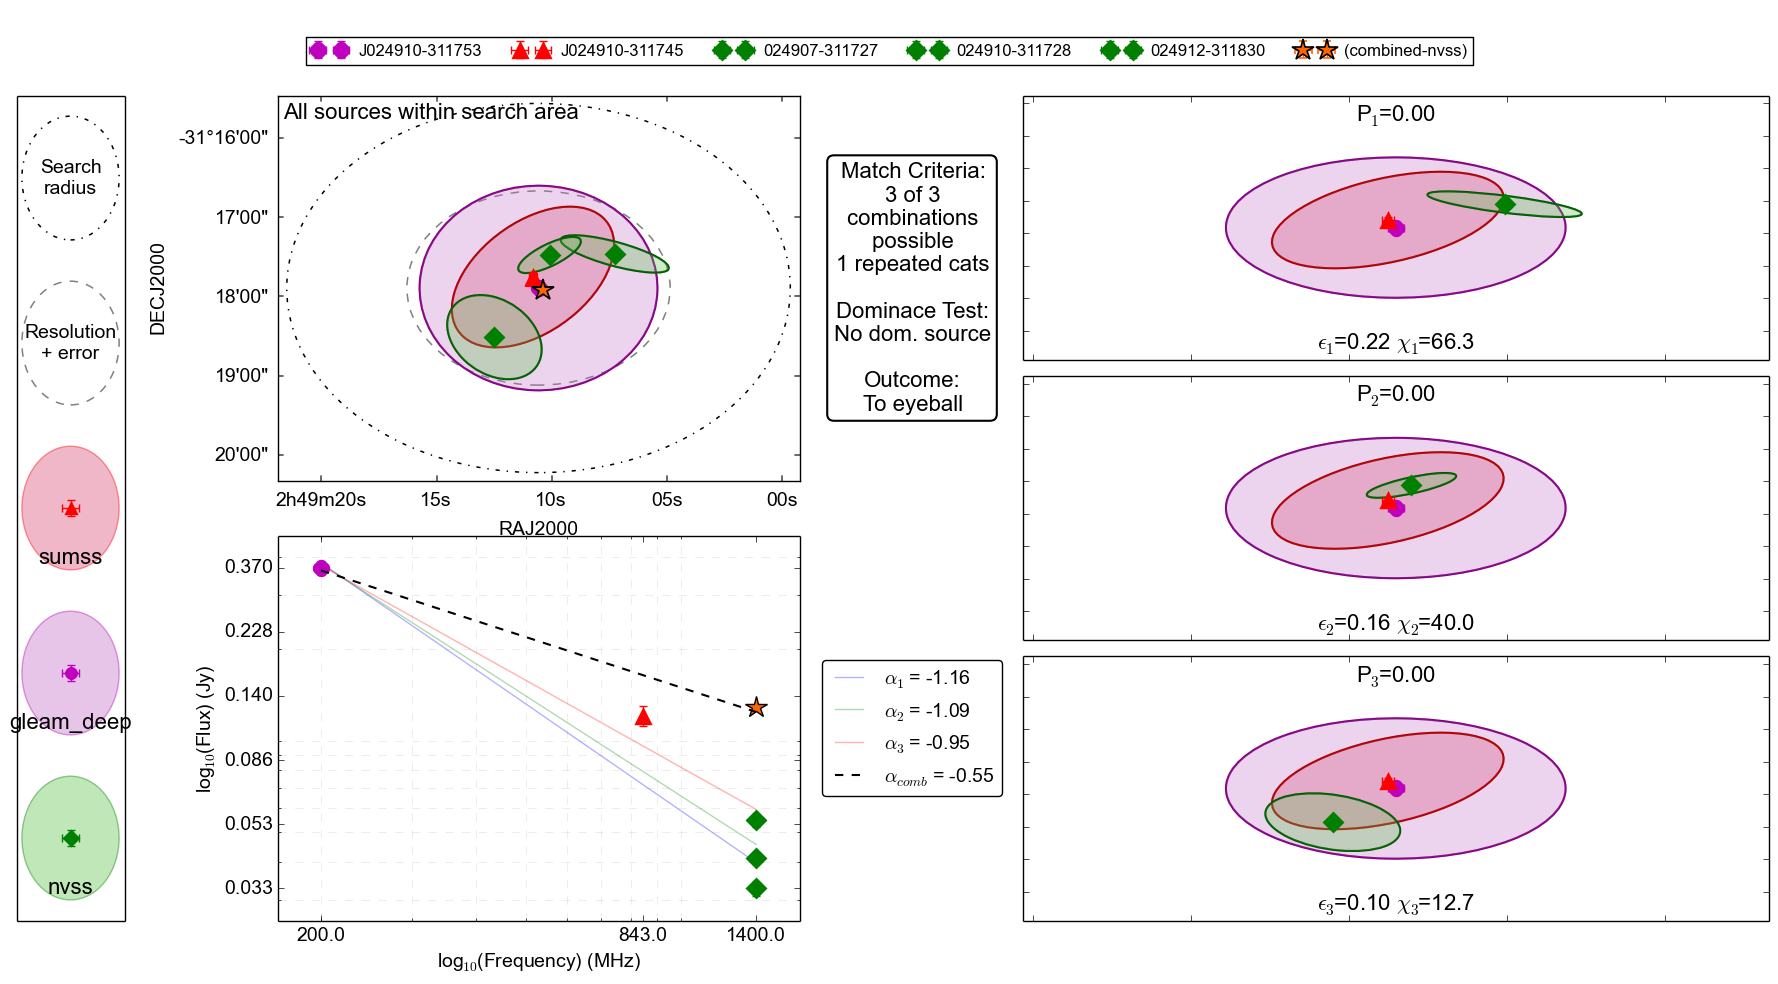 J024910-311753 J024910-311745 024907-311727 024910-311728 024912-311830 (combined-nvss)
Search
radius
Resolution
+ error
sumss
gleam_deep
nvss
All sources within search area
DECJ2000
-31°16'00"
17'00"
18'00"
19'00"
20'00"
2h49m20s 15s 10s 05s 00s
RAJ2000
Match Criteria:
3 of 3
combinations
possible
1 repeated cats
Dominace Test:
No dom. source
Outcome:
To eyeball
log10(Flux) (Jy)
0.370
0.228
0.140
0.086
0.053
0.033
200.0 843.0 1400.0
log10(Frequency) (MHz)
α1 = -1.16
α2 = -1.09
α3 = -0.95
αcomb = -0.55
P1=0.00
ϵ1=0.22 χ1=66.3
P2=0.00
ϵ2=0.16 χ2=40.0
P3=0.00
ϵ3=0.10 χ3=12.7